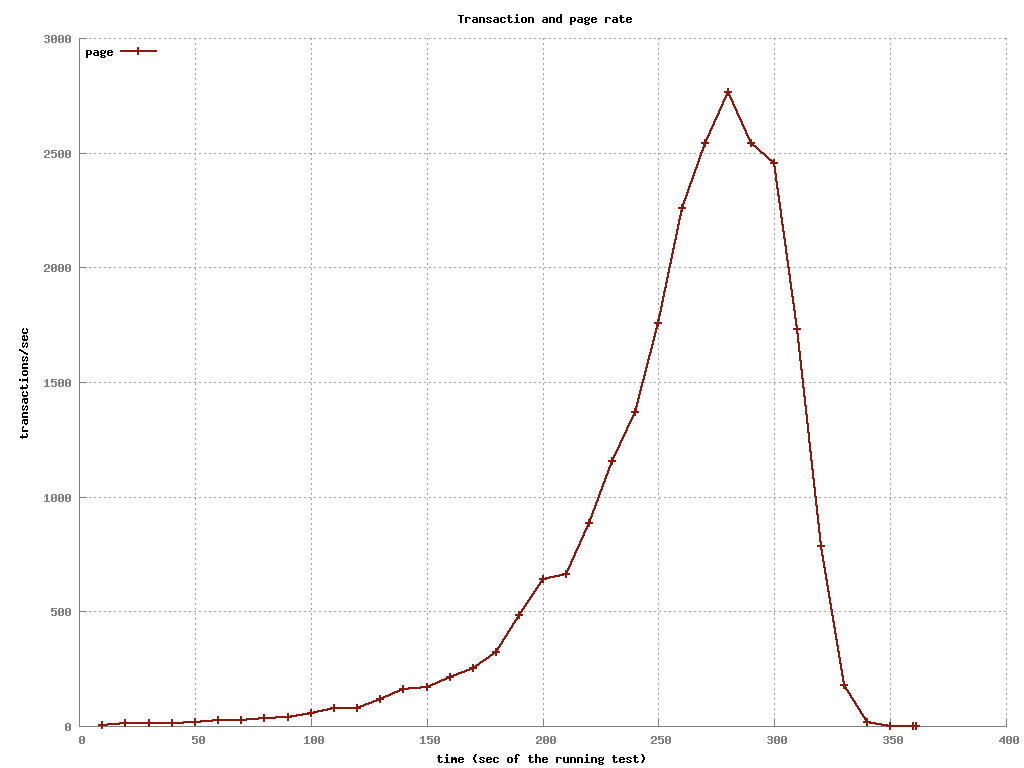 Transaction and page rate
page
3000
2500
2000
1500
1000
500
0
transactions/sec
0 50 100 150 200 250 300 350 400
time (sec of the running test)